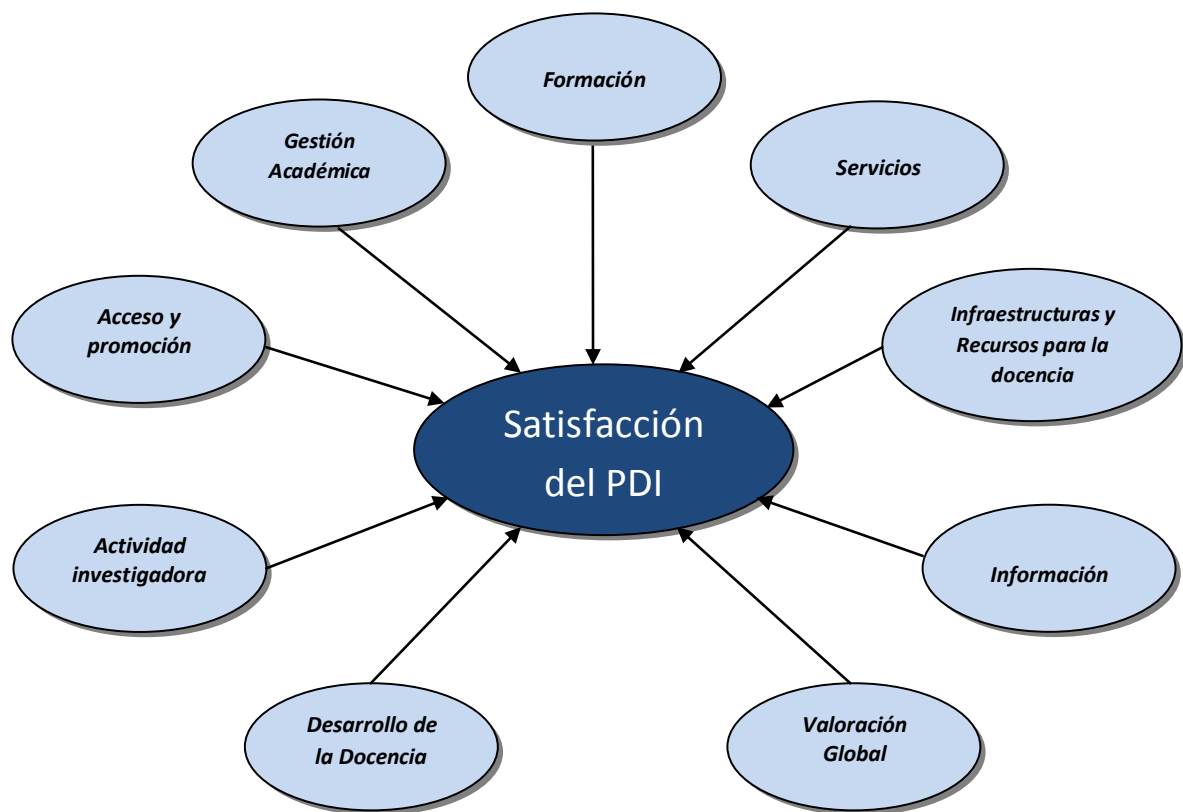 Formación
Gestión
Académica
Servicios
Acceso y
promoción
Infraestructuras y
Recursos para la
docencia
Satisfacción
del PDI
Actividad
investigadora
Información
Desarrollo de
la Docencia
Valoración
Global